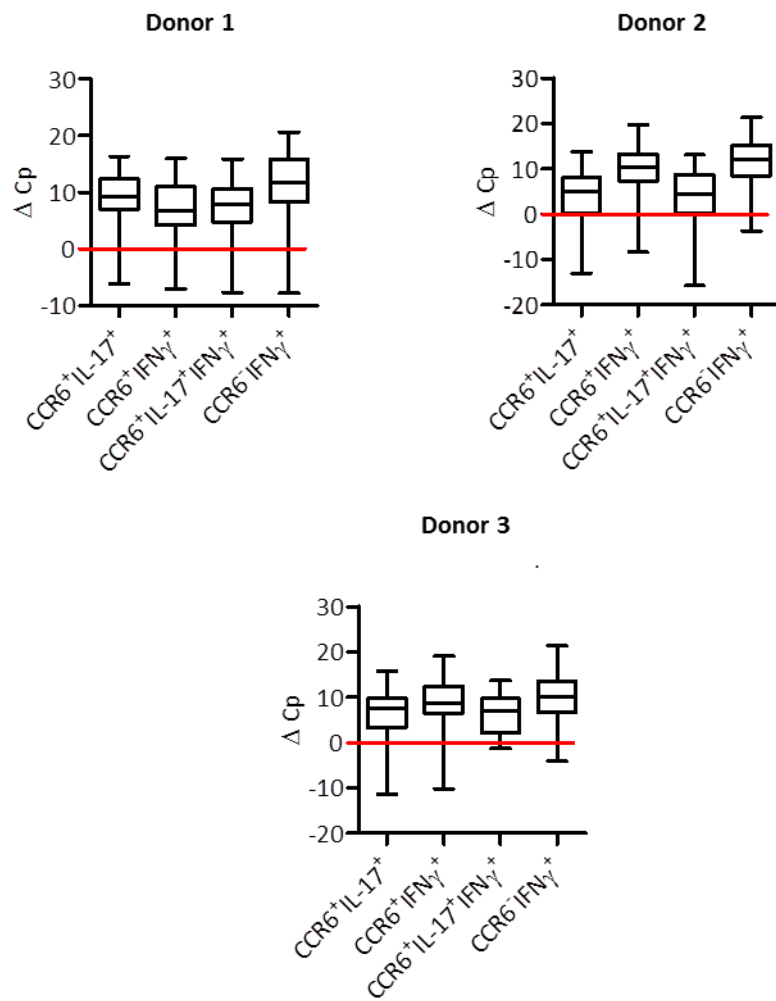 Donor 1
30
20
10
0
-10
Δ Cp
CCR6⁺IL-17⁺
CCR6⁺IFNγ⁺
CCR6⁺IL-17⁺IFNγ⁺
CCR6⁻IFNγ⁺
Donor 2
30
20
10
0
-10
-20
Δ Cp
CCR6⁺IL-17⁺
CCR6⁺IFNγ⁺
CCR6⁺IL-17⁺IFNγ⁺
CCR6⁻IFNγ⁺
Donor 3
30
20
10
0
-10
-20
Δ Cp
CCR6⁺IL-17⁺
CCR6⁺IFNγ⁺
CCR6⁺IL-17⁺IFNγ⁺
CCR6⁻IFNγ⁺